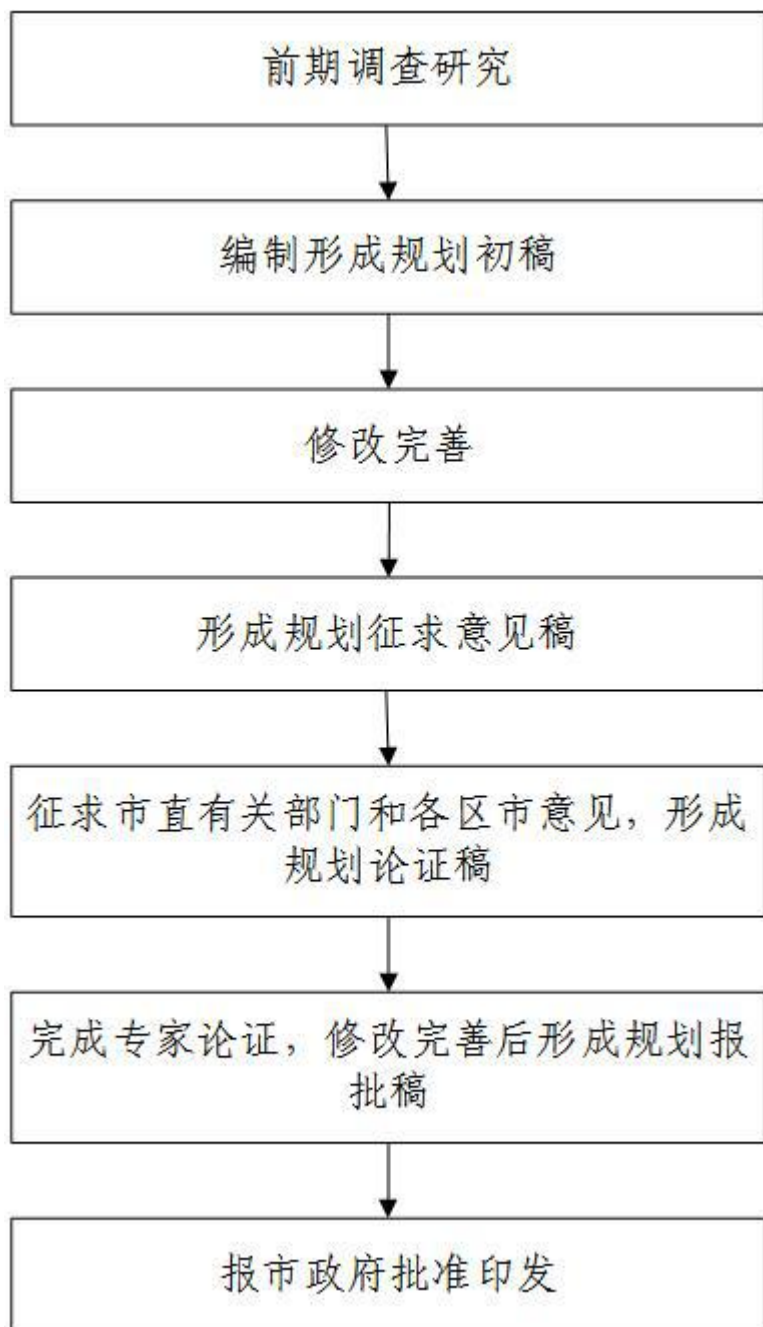 前期调查研究
编制形成规划初稿
修改完善
形成规划征求意见稿
征求市直有关部门和各区市意见，形成
规划论证稿
完成专家论证，修改完善后形成规划报
批稿
报市政府批准印发